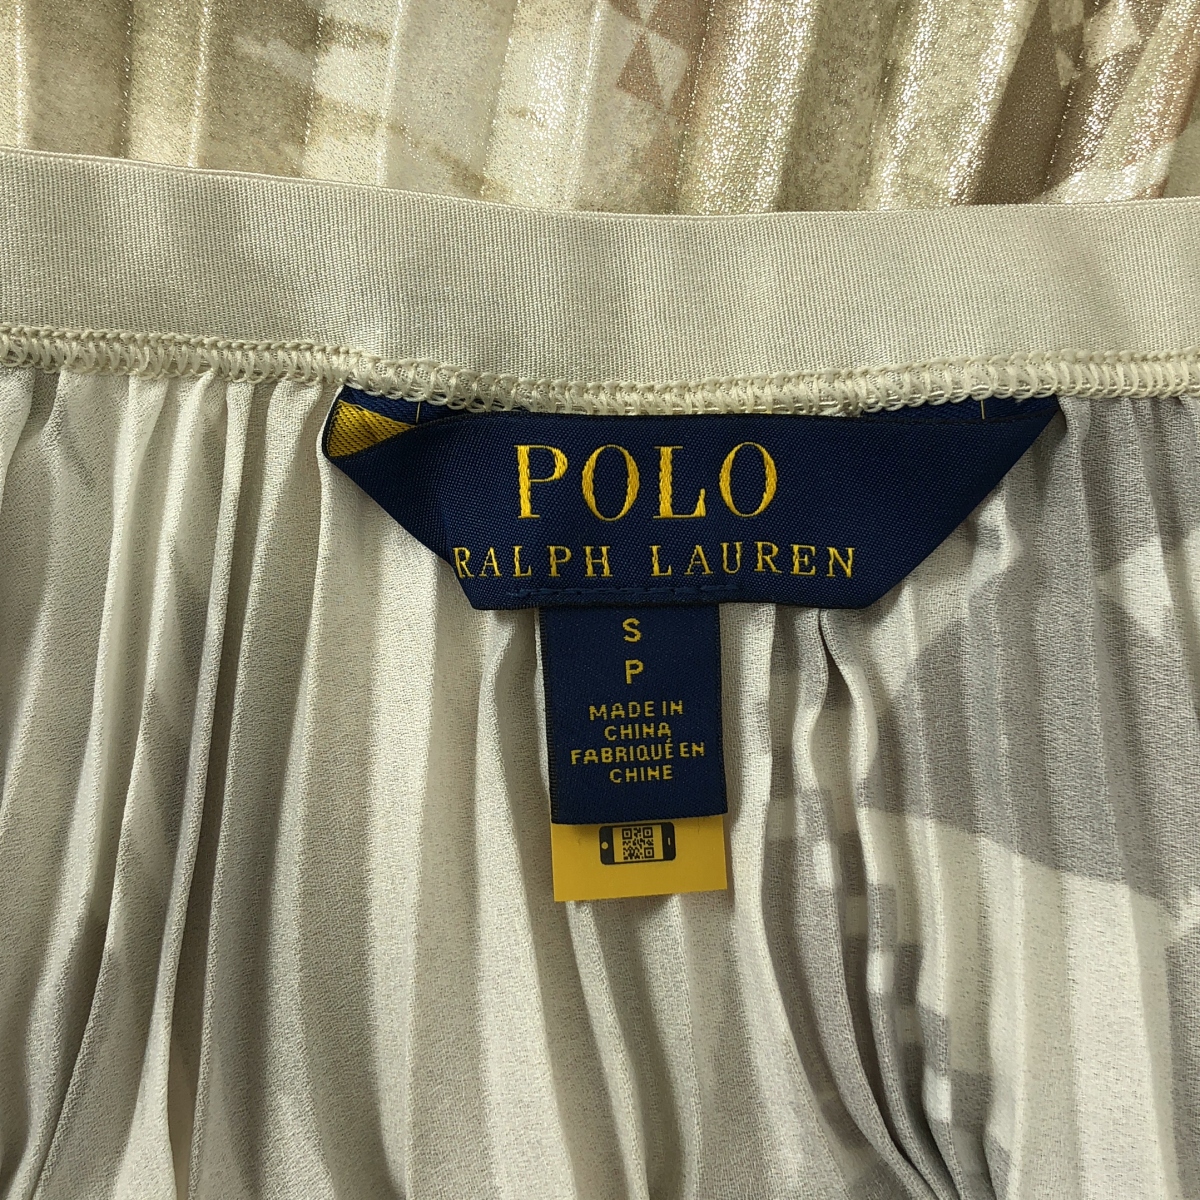 POLO
RALPH LAUREN
S
P
MADE IN
CHINA
FABRIQUÉ EN
CHINE